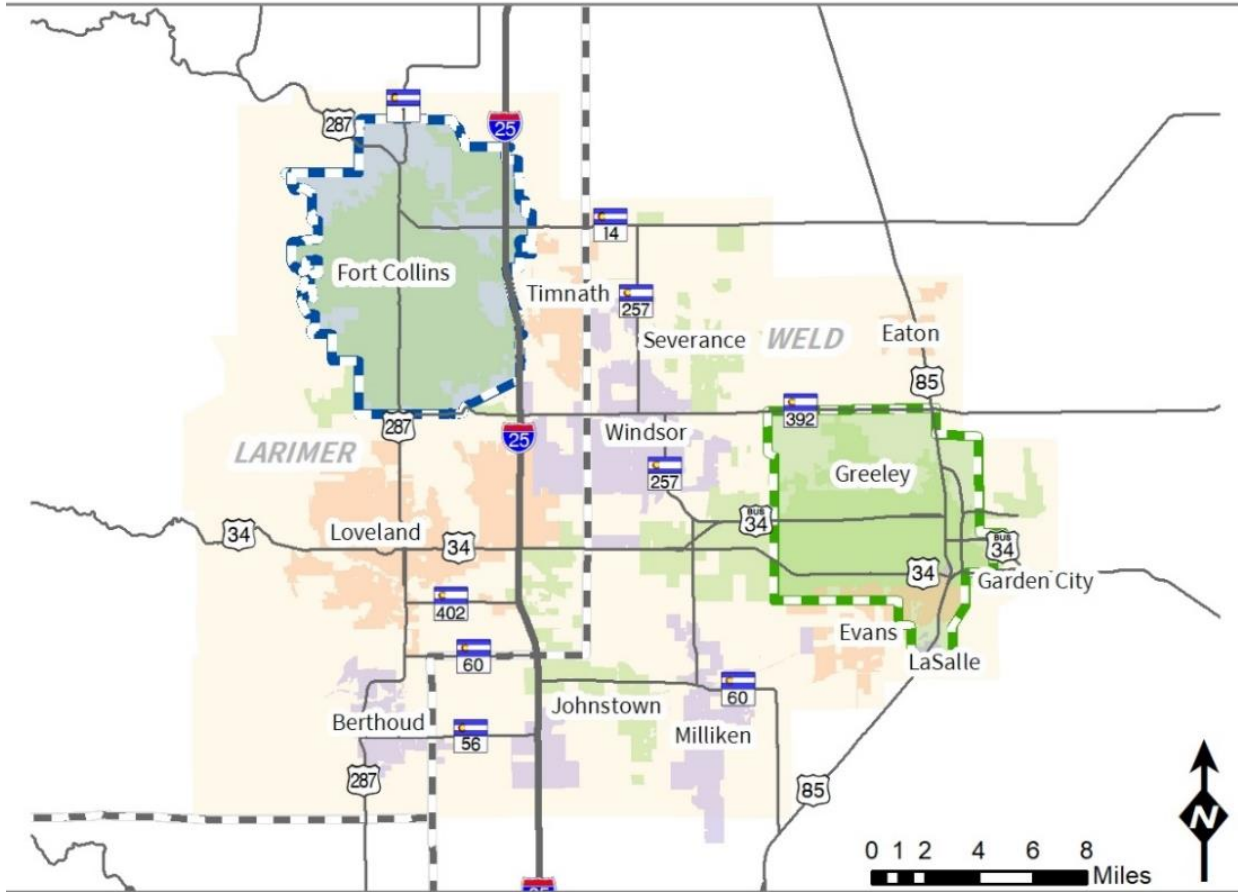 1
287
25
14
Fort Collins
Timnath
257
Severance
WELD
Eaton
85
392
287
25
Windsor
LARIMER
257
Greeley
BUS
34
Loveland
34
34
BUS
34
34
Garden City
402
Evans
60
LaSalle
60
Johnstown
Berthoud
56
Milliken
287
85
N
0 1 2 4 6 8
Miles